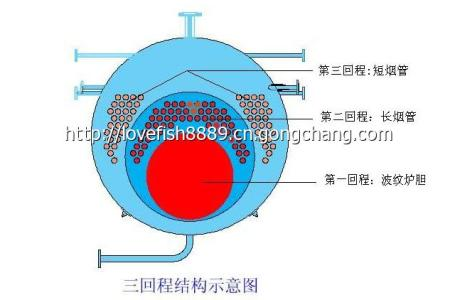 第三回程:短烟管
第二回程：长烟管
http://lovefish8889.cn.gongchang.com
第一回程：波纹炉胆
三回程结构示意图